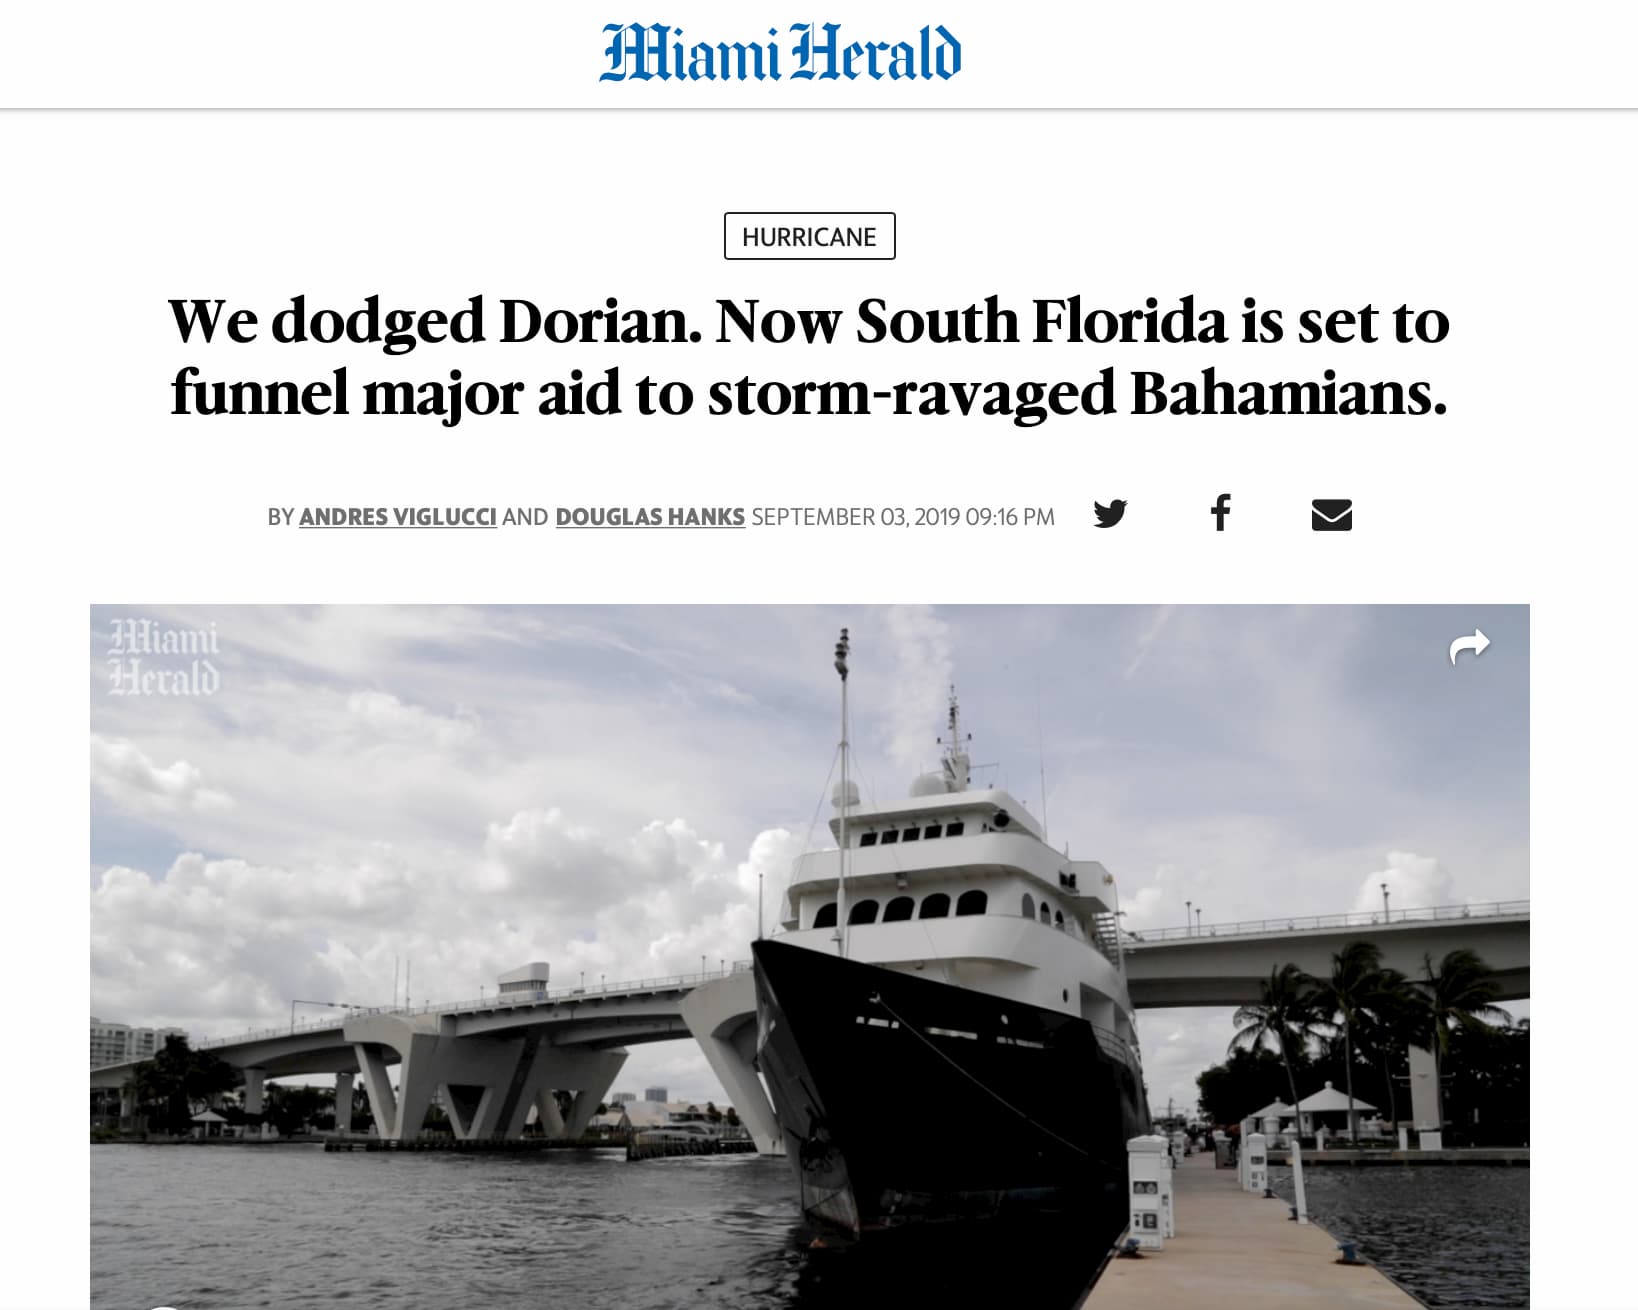 Miami Herald
HURRICANE
We dodged Dorian. Now South Florida is set to
funnel major aid to storm-ravaged Bahamians.
BY ANDRES VIGLUCCI AND DOUGLAS HANKS SEPTEMBER 03, 2019 09:16 PM
Miami
Herald